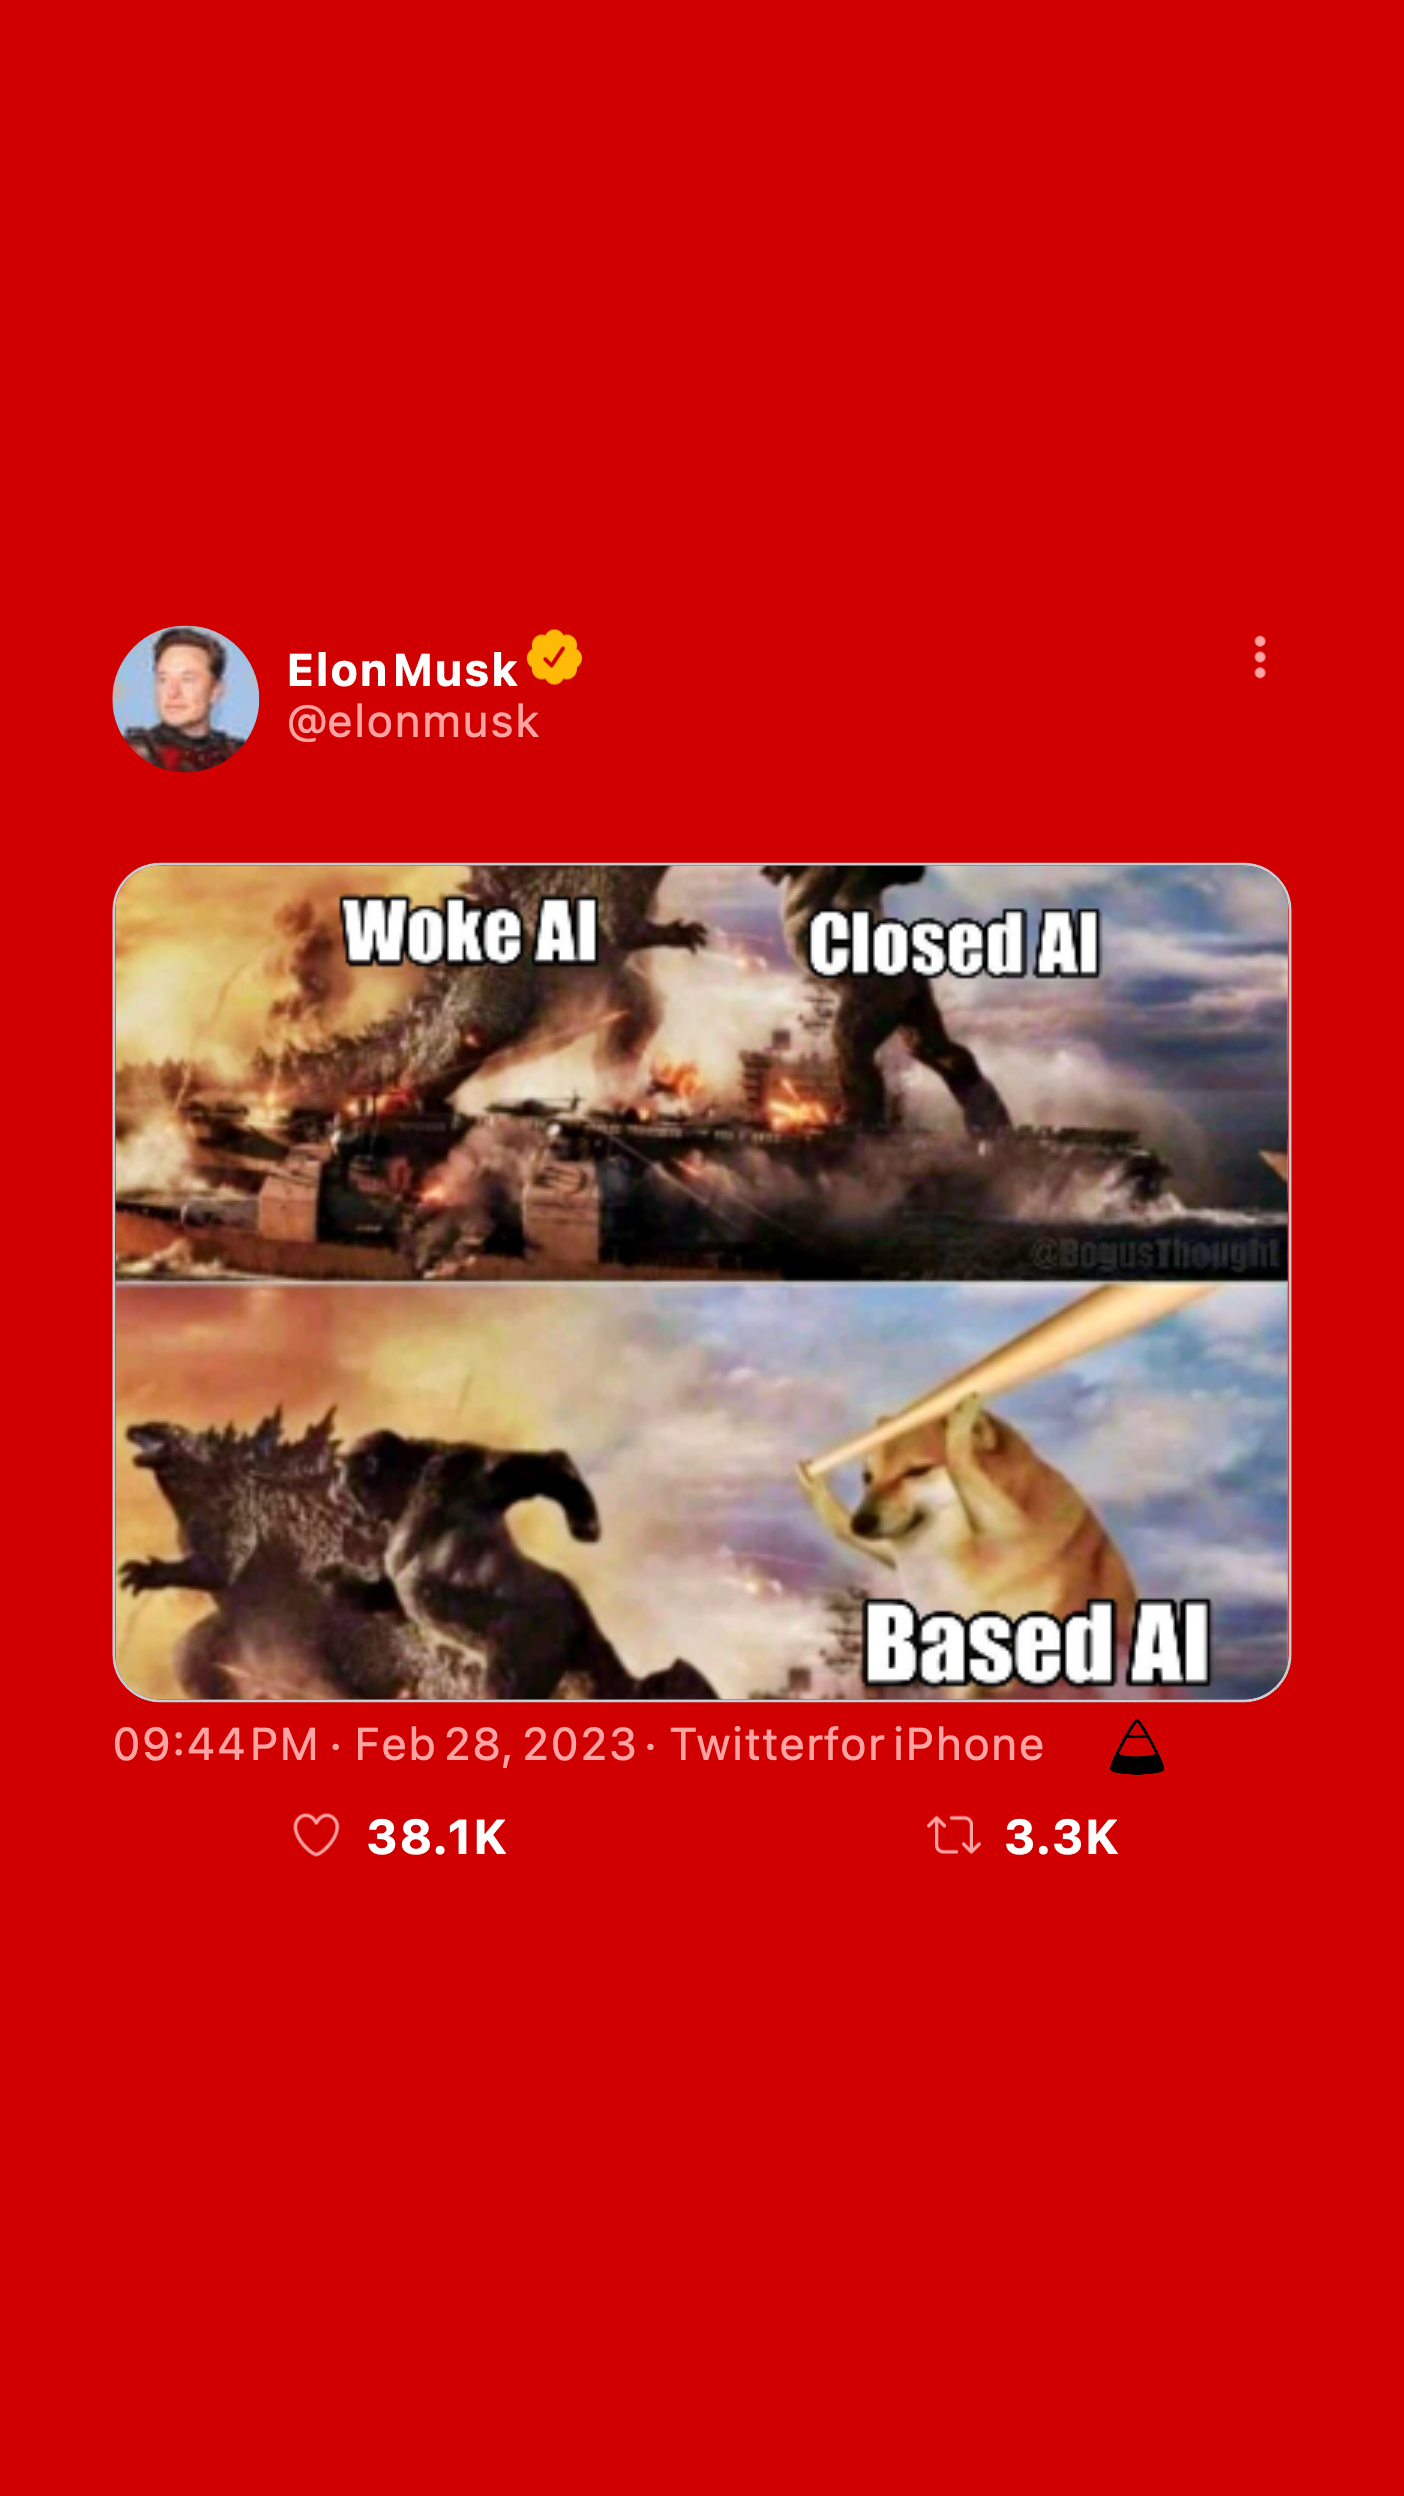 Elon Musk
@elonmusk
Woke AI
Closed AI
@BogusThought
Based AI
09:44 PM · Feb 28, 2023 · Twitter for iPhone
38.1K
3.3K